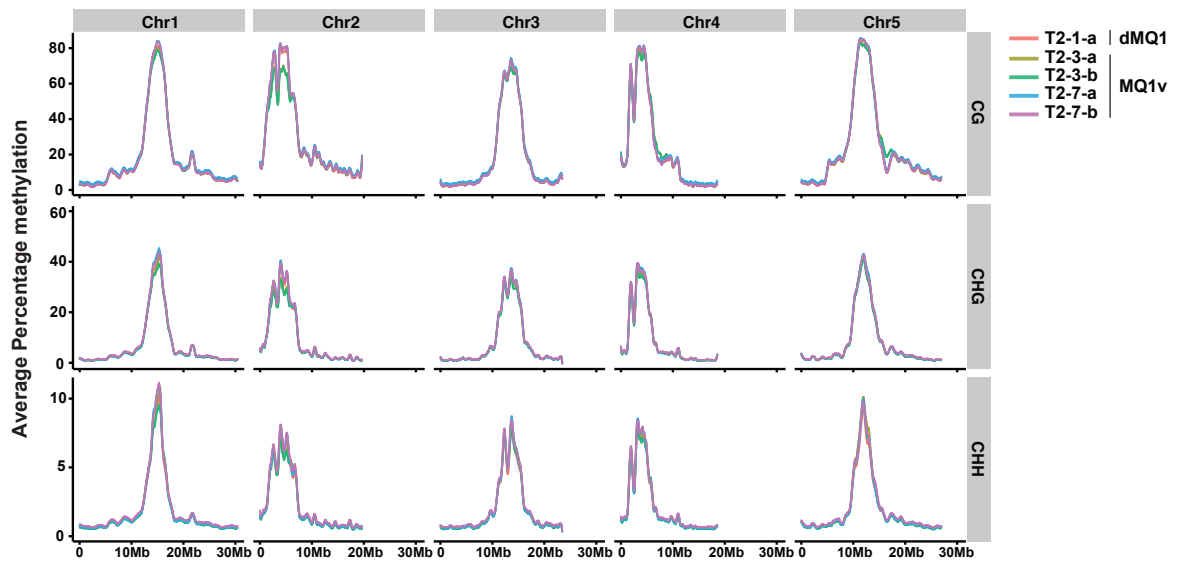 Chr1 Chr2 Chr3 Chr4 Chr5
T2-1-a dMQ1
T2-3-a
T2-3-b
T2-7-a
T2-7-b
MQ1v
Average Percentage methylation
80
60
40
20
0
CG
60
40
20
0
CHG
10
5
0
CHH
0 10Mb 20Mb 30Mb 0 10Mb 20Mb 30Mb 0 10Mb 20Mb 30Mb 0 10Mb 20Mb 30Mb 0 10Mb 20Mb 30Mb